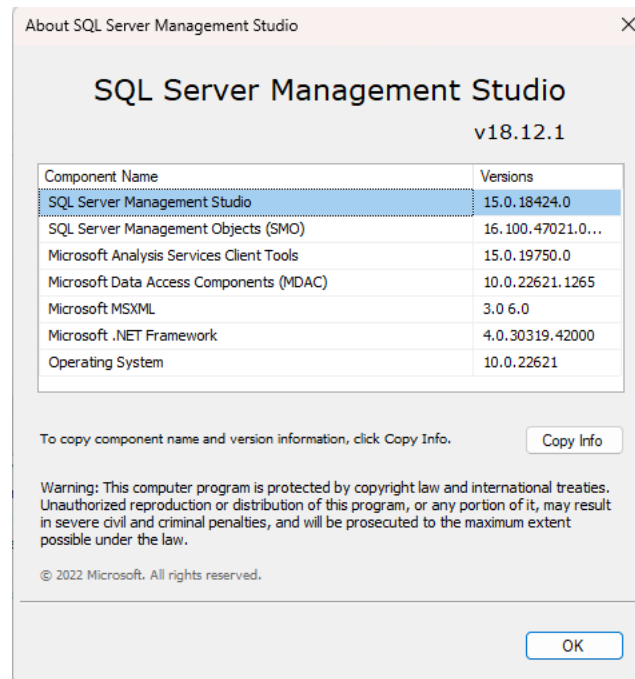 About SQL Server Management Studio
SQL Server Management Studio
v18.12.1
Component Name Versions
SQL Server Management Studio 15.0.18424.0
SQL Server Management Objects (SMO) 16.100.47021.0...
Microsoft Analysis Services Client Tools 15.0.19750.0
Microsoft Data Access Components (MDAC) 10.0.22621.1265
Microsoft MSXML 3.0 6.0
Microsoft .NET Framework 4.0.30319.42000
Operating System 10.0.22621
To copy component name and version information, click Copy Info. Copy Info
Warning: This computer program is protected by copyright law and international treaties.
Unauthorized reproduction or distribution of this program, or any portion of it, may result
in severe civil and criminal penalties, and will be prosecuted to the maximum extent
possible under the law.
© 2022 Microsoft. All rights reserved.
OK